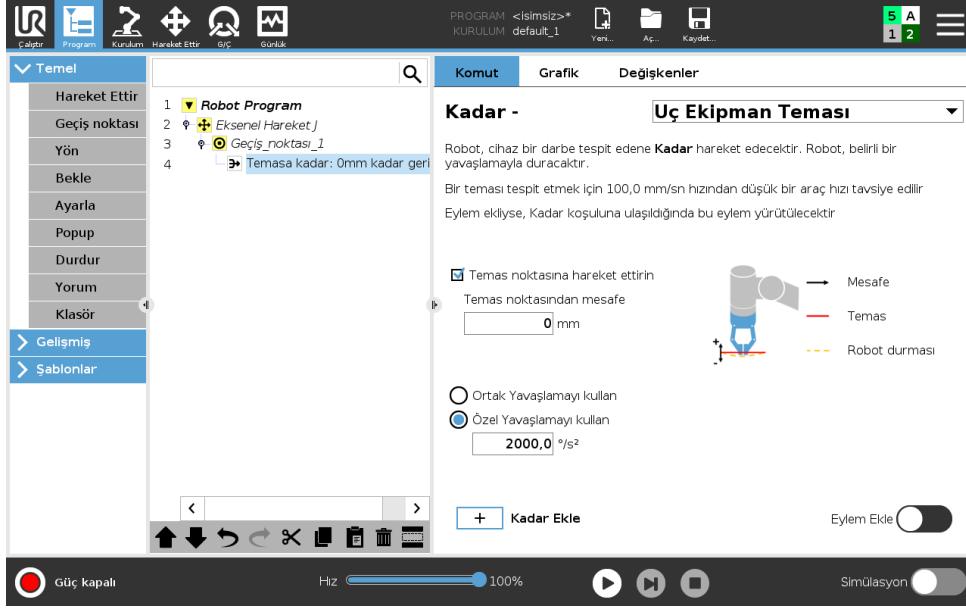 UR
Çalıştır
Program
Kurulum
Hareket Ettir
G/Ç
Günlük
PROGRAM <isimsiz>*
KURULUM default_1
Yeni...
Aç...
Kaydet...
5 A
1 2
Temel
Hareket Ettir
Geçiş noktası
Yön
Bekle
Ayarla
Popup
Durdur
Yorum
Klasör
Gelişmiş
Şablonlar
1 Robot Program
2 Eksenel Hareket J
3 Geçiş_noktası_1
4 Temasa kadar: 0mm kadar geri
Komut
Grafik
Değişkenler
Kadar -
Uç Ekipman Teması
Robot, cihaz bir darbe tespit edene Kadar hareket edecektir. Robot, belirli bir
yavaşlamayla duracaktır.
Bir teması tespit etmek için 100,0 mm/sn hızından düşük bir araç hızı tavsiye edilir
Eylem ekliyse, Kadar koşuluna ulaşıldığında bu eylem yürütülecektir
Temas noktasına hareket ettirin
Temas noktasından mesafe
0 mm
+
-
Mesafe
Temas
Robot durması
Ortak Yavaşlamayı kullan
Özel Yavaşlamayı kullan
2000,0 °/s²
+ Kadar Ekle
Eylem Ekle
Güç kapalı
Hız
100%
Simülasyon